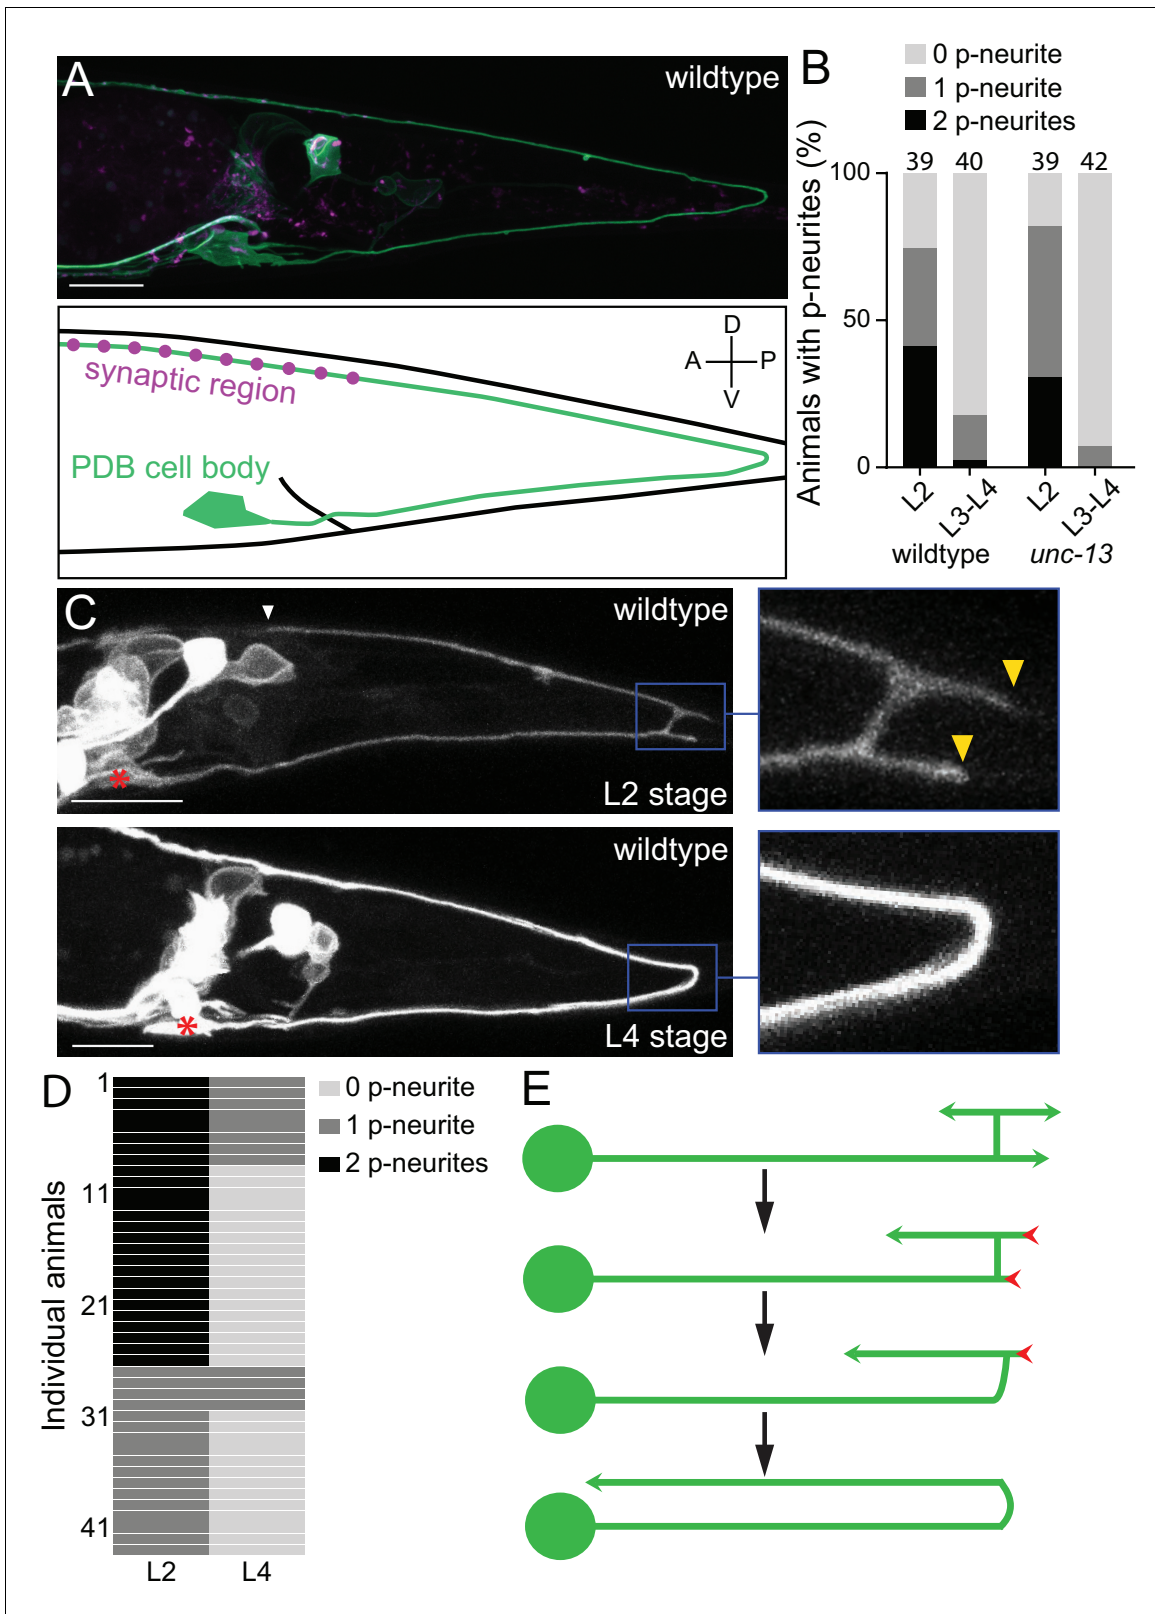 A
wildtype
D
A
P
V
synaptic region
PDB cell body
B
0 p-neurite
1 p-neurite
2 p-neurites
Animals with p-neurites (%)
39
40
39
42
100
50
0
L2
L3-L4
L2
L3-L4
wildtype
unc-13
C
wildtype
*
L2 stage
wildtype
*
L4 stage
D
0 p-neurite
1 p-neurite
2 p-neurites
Individual animals
1
11
21
31
41
L2
L4
E